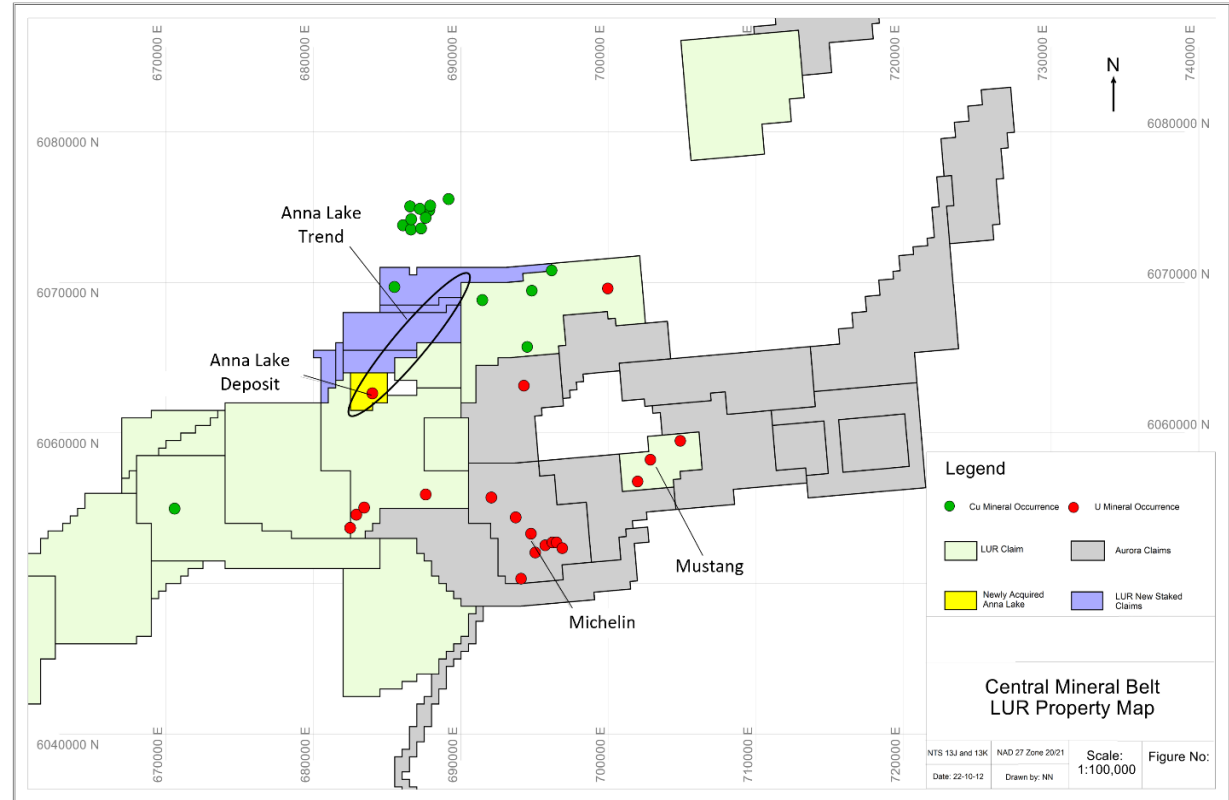 670000 E
680000 E
690000 E
700000 E
720000 E
730000 E
740000 E
N
6080000 N
6080000 N
Anna Lake
Trend
6070000 N
6070000 N
Anna Lake
Deposit
6060000 N
6060000 N
Mustang
Michelin
Legend
Cu Mineral Occurrence
U Mineral Occurrence
LUR Claim
Aurora Claims
Newly Acquired
Anna Lake
LUR New Staked
Claims
Central Mineral Belt
LUR Property Map
6040000 N
670000 E
680000 E
690000 E
700000 E
710000 E
720000 E
NTS 13J and 13K
NAD 27 Zone 20/21
Scale:
1:100,000
Figure No:
Date: 22-10-12
Drawn by: NN